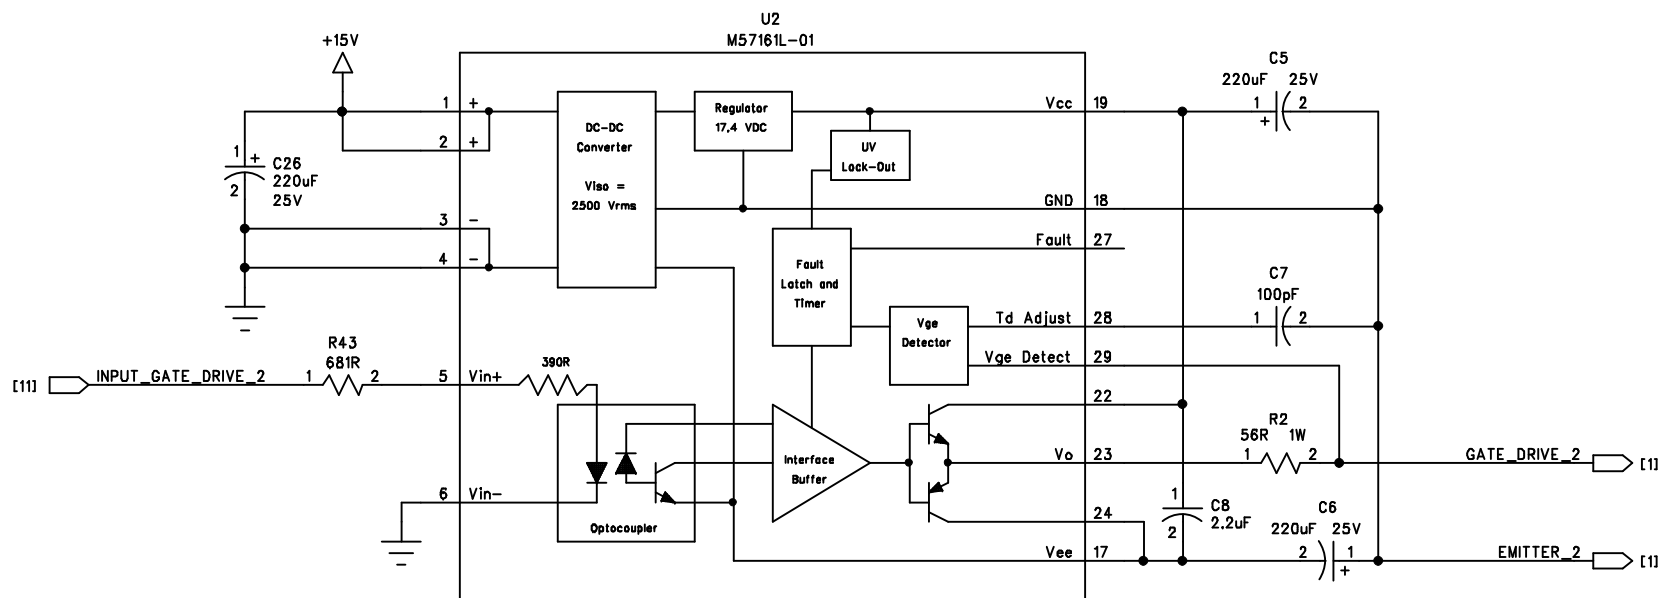 U2
M57161L-01
+15V
C5
220uF 25V
1 + 2
1 +
2 +
DC-DC
Converter
Viso =
2500 Vrms
Regulator
17.4 VDC
Vcc 19
UV
Lock-Out
1 +
2
C26
220uF
25V
3 -
4 -
GND 18
Fault 27
Fault
Latch and
Timer
C7
100pF
1 2
Vge
Detector
Td Adjust 28
Vge Detect 29
R43
681R
[11] INPUT_GATE_DRIVE_2 1 2 5 Vin+
390R
22
R2
56R 1W
1 2
Interface
Buffer
Vo 23
GATE_DRIVE_2 [1]
6 Vin-
Optocoupler
24
1
2
C8
2.2uF
C6
220uF 25V
2 1
+
Vee 17
EMITTER_2 [1]